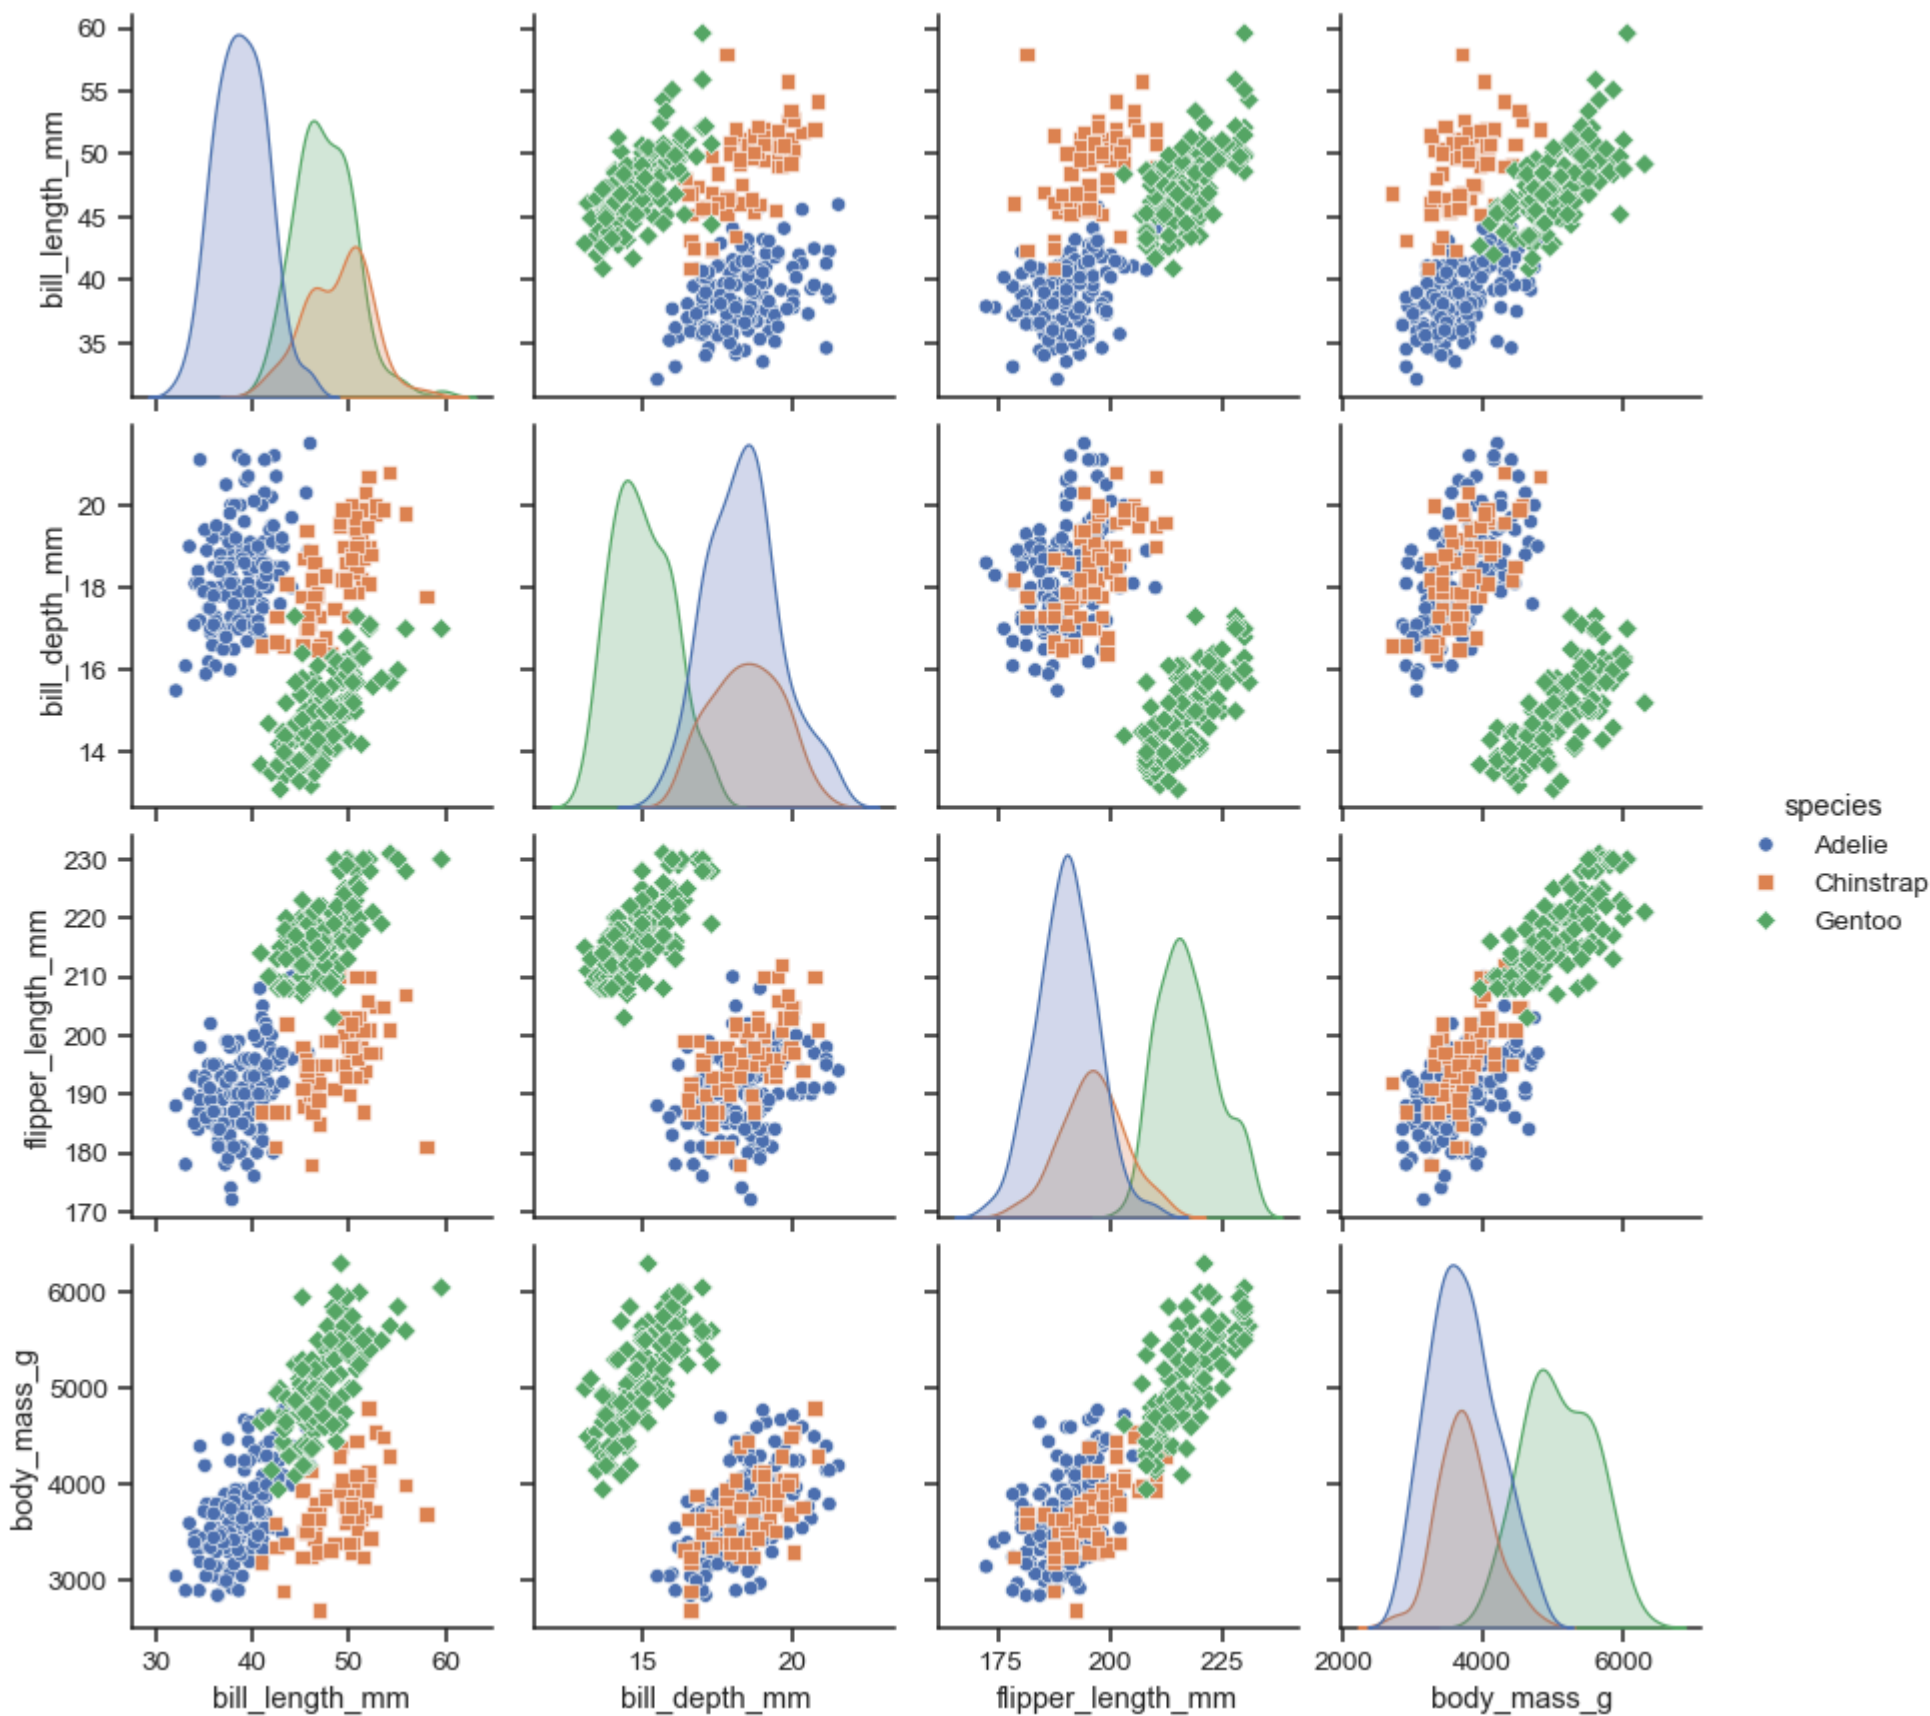 60
55
50
45
40
35
bill_length_mm
20
18
16
14
bill_depth_mm
species
Adelie
Chinstrap
Gentoo
230
220
210
200
190
180
170
flipper_length_mm
6000
5000
4000
3000
body_mass_g
30 40 50 60
15 20
175 200 225
2000 4000 6000
bill_length_mm
bill_depth_mm
flipper_length_mm
body_mass_g